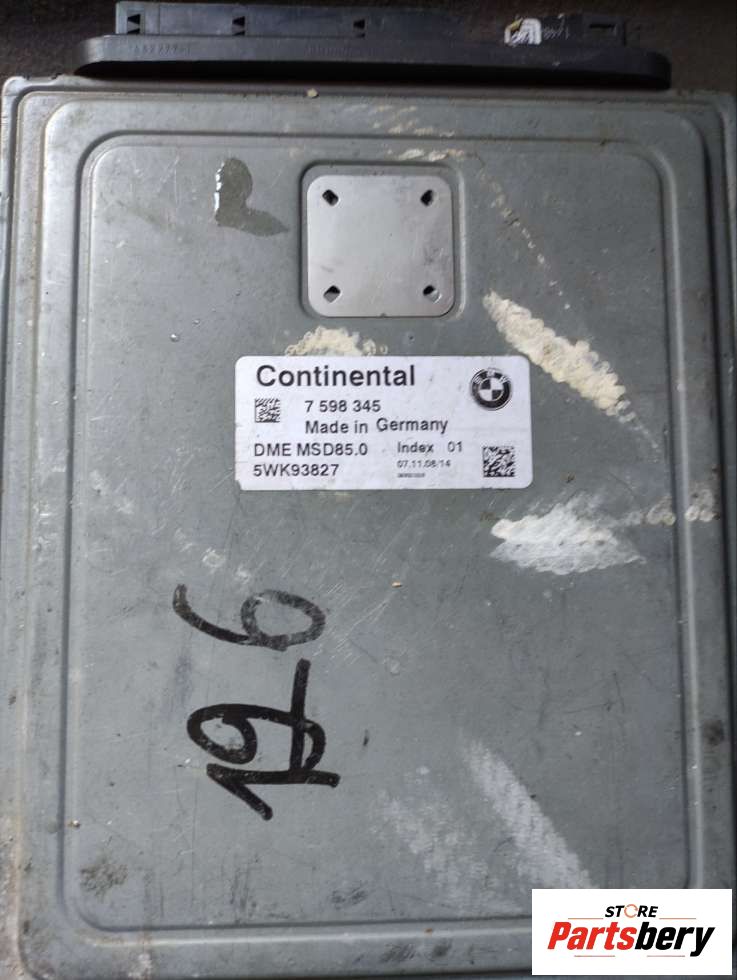 Continental
7 598 345
Made in Germany
DME MSD85.0 Index 01
5WK93827
07.11.08/14
BMW
126
STORE
Partsbery